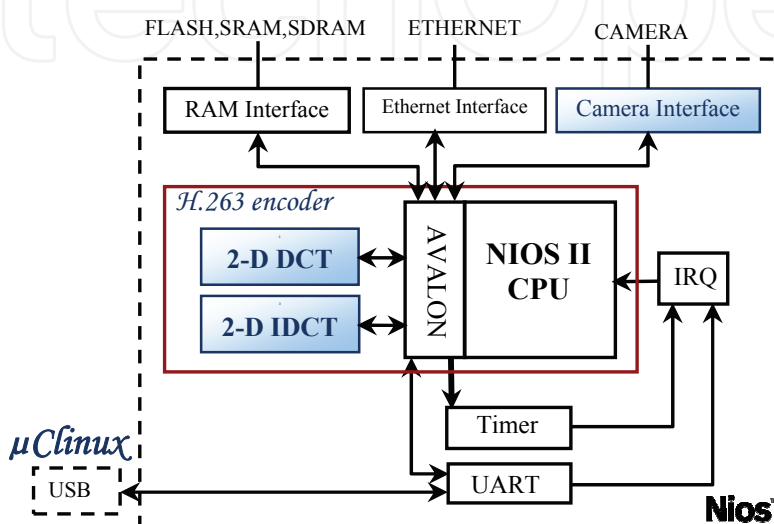 FLASH,SRAM,SDRAM
ETHERNET
CAMERA
RAM Interface
Ethernet Interface
Camera Interface
H.263 encoder
2-D DCT
2-D IDCT
AVALON
NIOS II
CPU
IRQ
Timer
UART
µClinux
USB
Nios